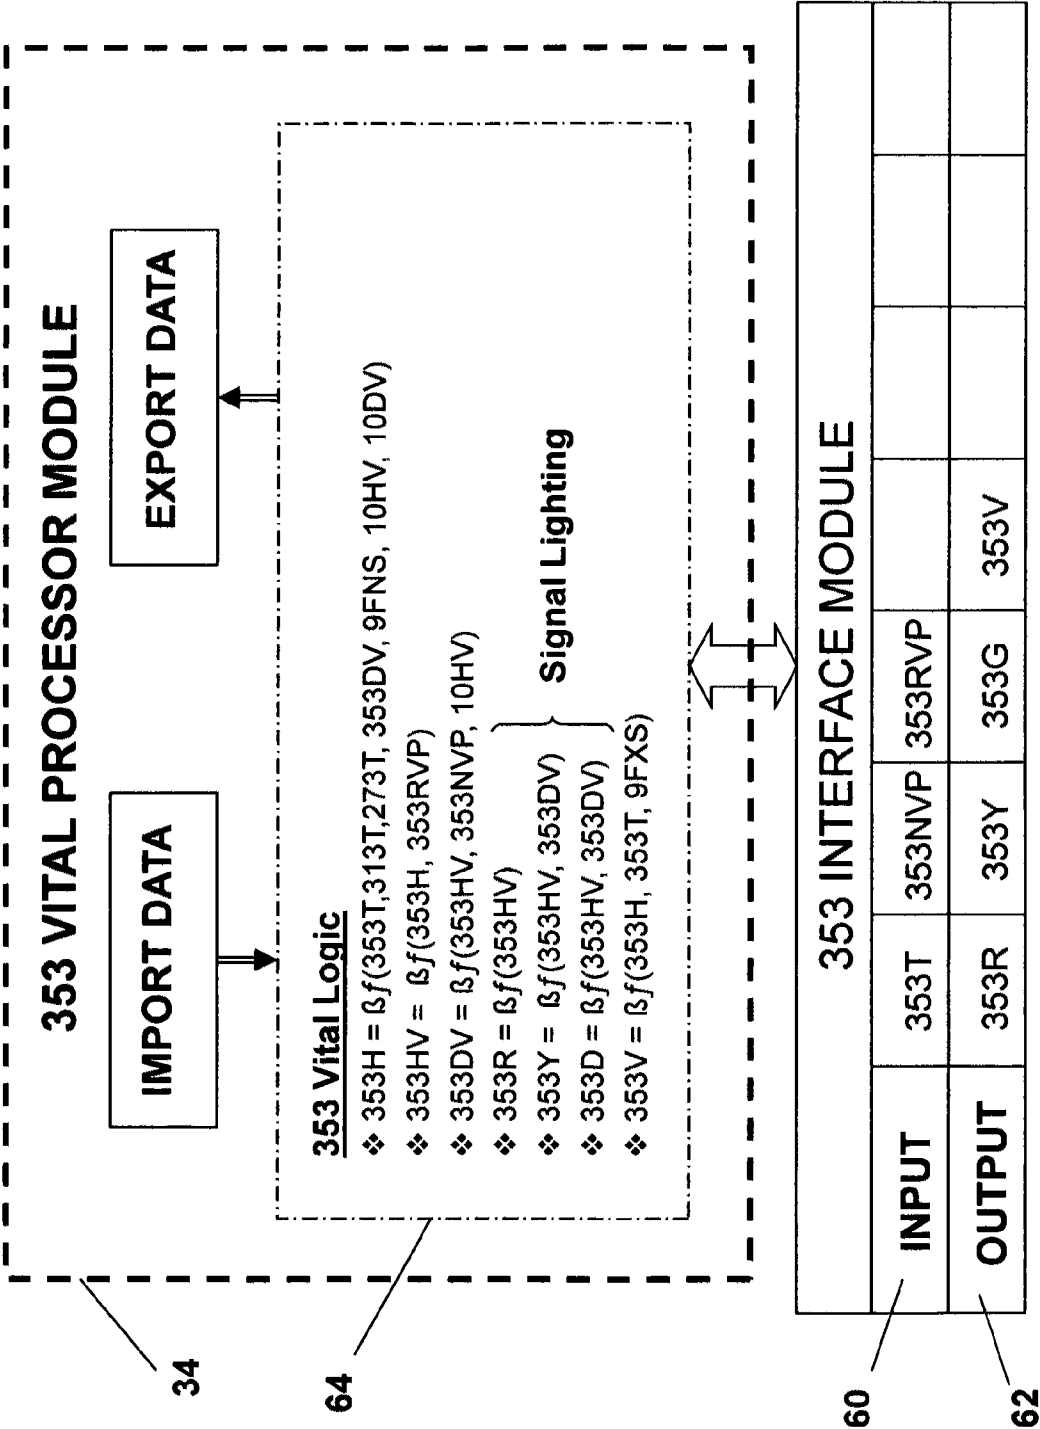 353 VITAL PROCESSOR MODULE
IMPORT DATA
EXPORT DATA
353 Vital Logic
❖ 353H = ßƒ(353T,313T,273T, 353DV, 9FNS, 10HV, 10DV)
❖ 353HV = ßƒ(353H, 353RVP)
❖ 353DV = ßƒ(353HV, 353NVP, 10HV)
❖ 353R = ßƒ(353HV)
❖ 353Y = ßƒ(353HV, 353DV)
❖ 353D = ßƒ(353HV, 353DV)
❖ 353V = ßƒ(353H, 353T, 9FXS)
Signal Lighting
34
64
353 INTERFACE MODULE
INPUT 353T 353NVP 353RVP
OUTPUT 353R 353Y 353G 353V
60
62